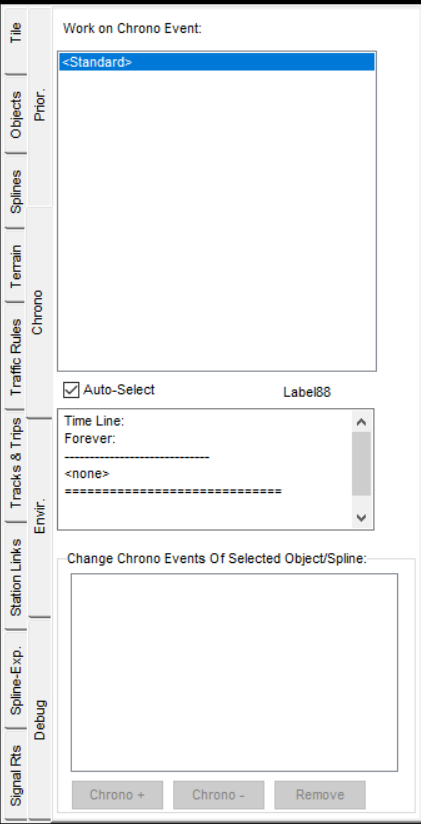 Tile
Objects
Splines
Terrain
Traffic Rules
Tracks & Trips
Station Links
Spline-Exp.
Signal Rts
Prior.
Chrono
Envir.
Debug
Work on Chrono Event:
<Standard>
Auto-Select
Label88
Time Line:
Forever:
-----------------------------
<none>
=============================
Change Chrono Events Of Selected Object/Spline:
Chrono +
Chrono -
Remove